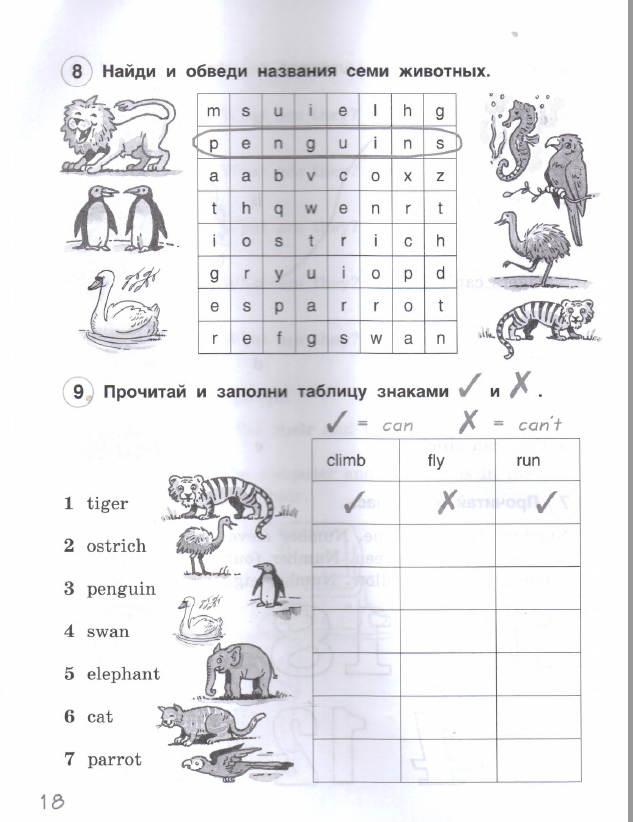 8 Найди и обведи названия семи животных.
m s u i e l h g
p e n g u i n s
a a b v c o x z
t h q w e n r t
i o s t r i c h
g r y u i o p d
e s p a r r o t
r e f g s w a n
9 Прочитай и заполни таблицу знаками ✓ и ✗.
✓ = can ✗ = can't
climb fly run
1 tiger ✓ ✗ ✓
2 ostrich
3 penguin
4 swan
5 elephant
6 cat
7 parrot
18